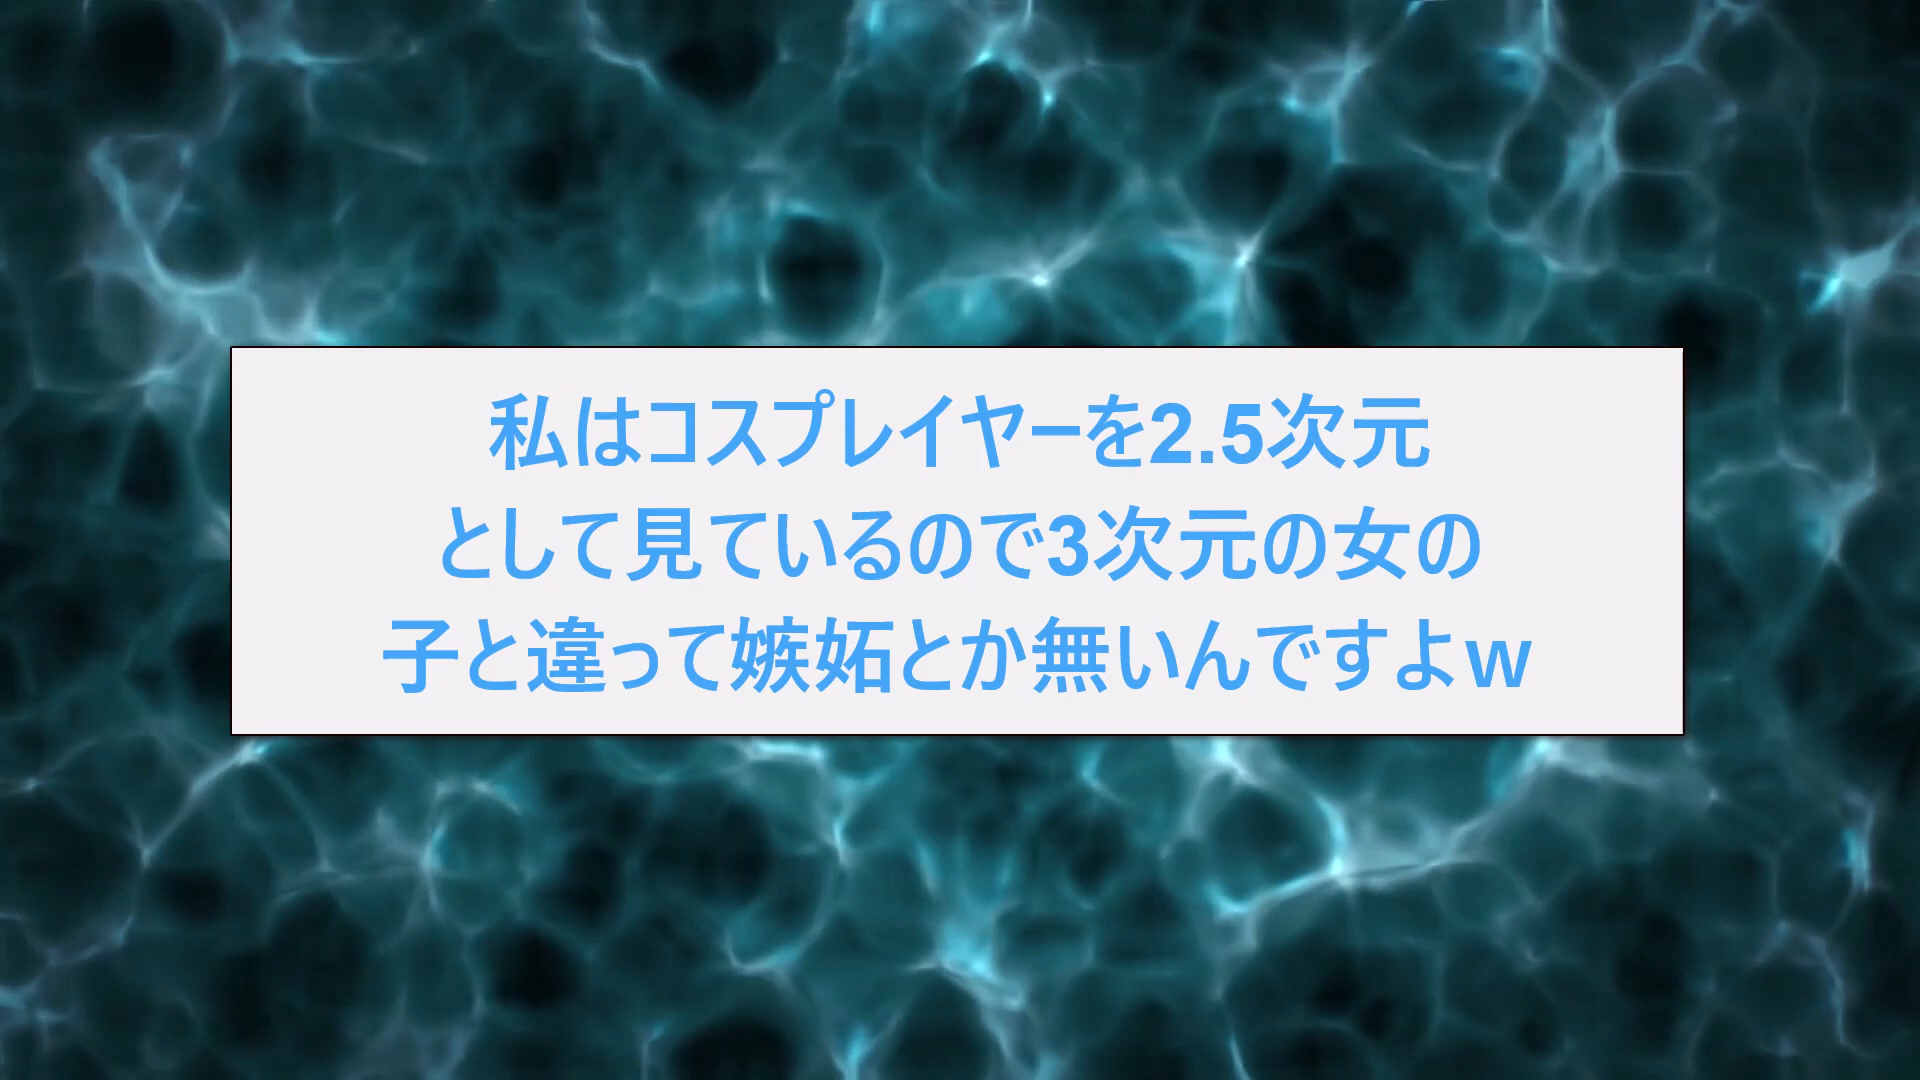 私はコスプレイヤーを2.5次元
として見ているので3次元の女の
子と違って嫉妬とか無いんですよw